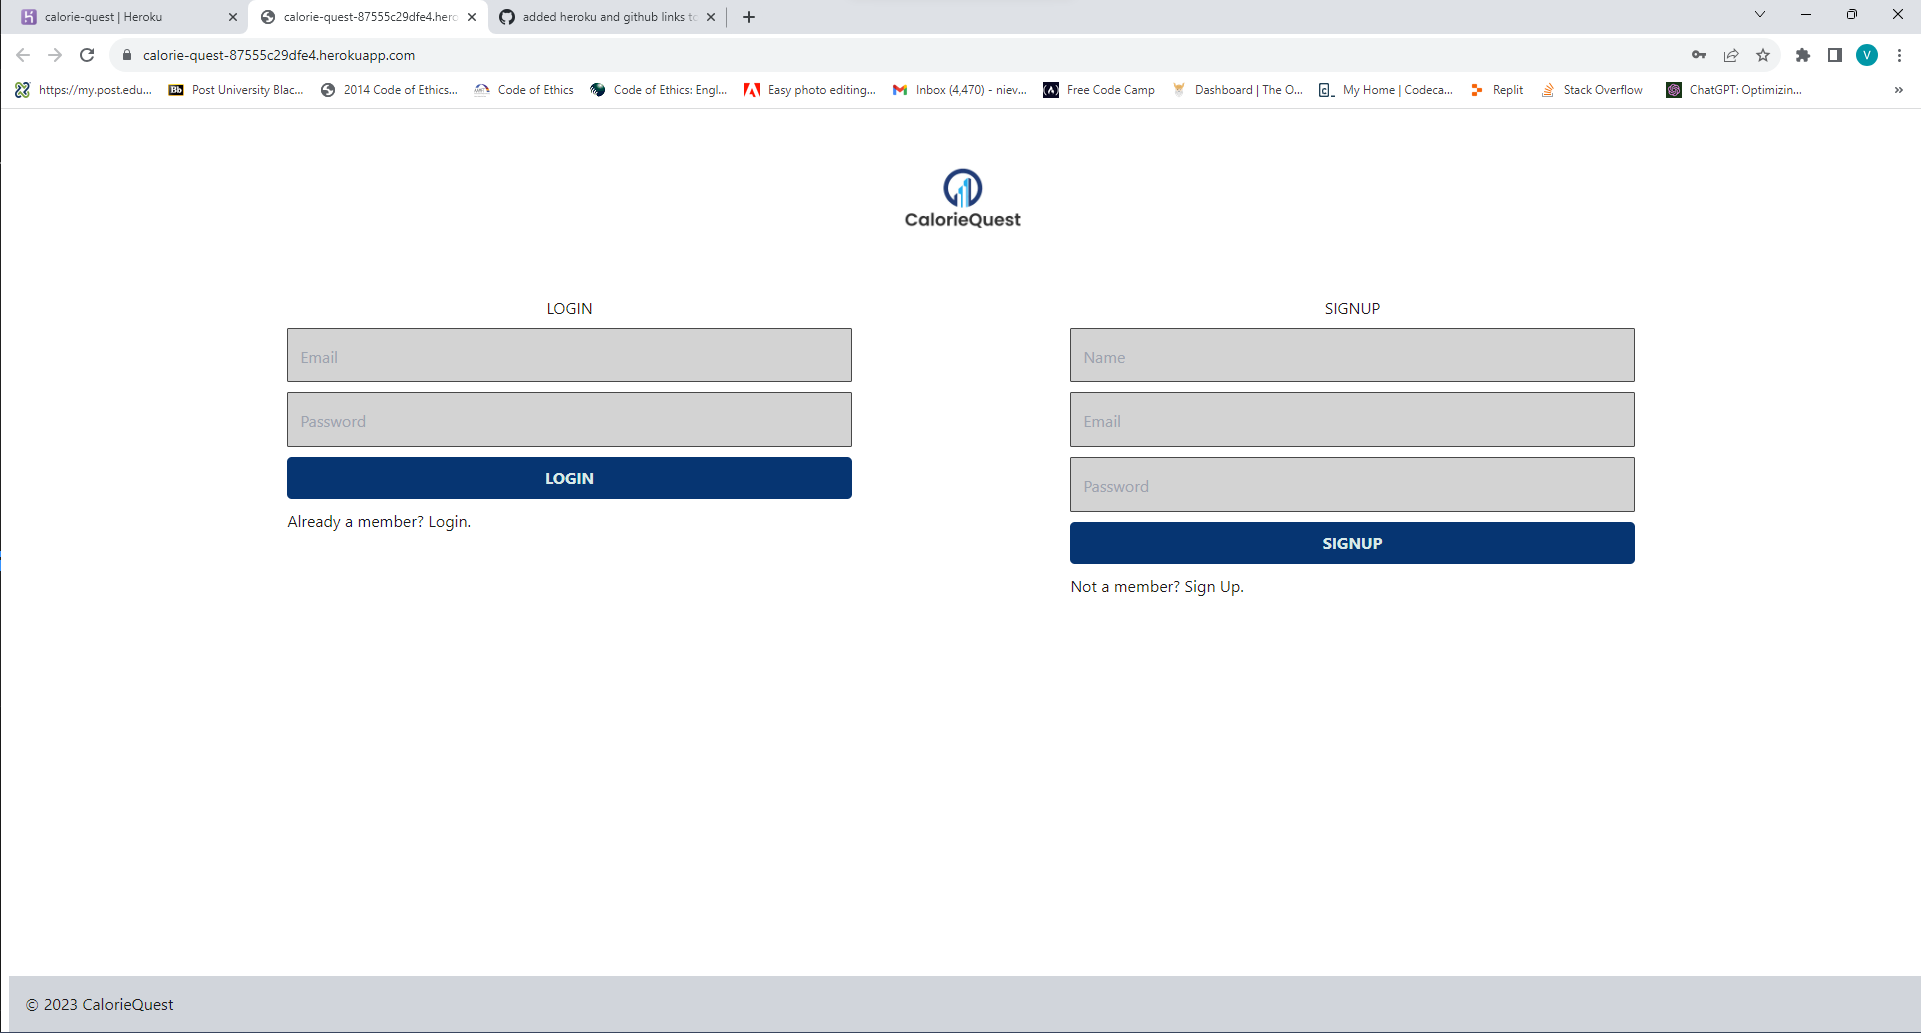 calorie-quest | Heroku
calorie-quest-87555c29dfe4.hero
added heroku and github links to
calorie-quest-87555c29dfe4.herokuapp.com
V
https://my.post.edu...
Bb Post University Blac...
2014 Code of Ethics...
Code of Ethics
Code of Ethics: Engl...
Easy photo editing...
Inbox (4,470) - niev...
Free Code Camp
Dashboard | The O...
My Home | Codeca...
Replit
Stack Overflow
ChatGPT: Optimizin...
»
CalorieQuest
LOGIN
Email
Password
LOGIN
Already a member? Login.
SIGNUP
Name
Email
Password
SIGNUP
Not a member? Sign Up.
© 2023 CalorieQuest